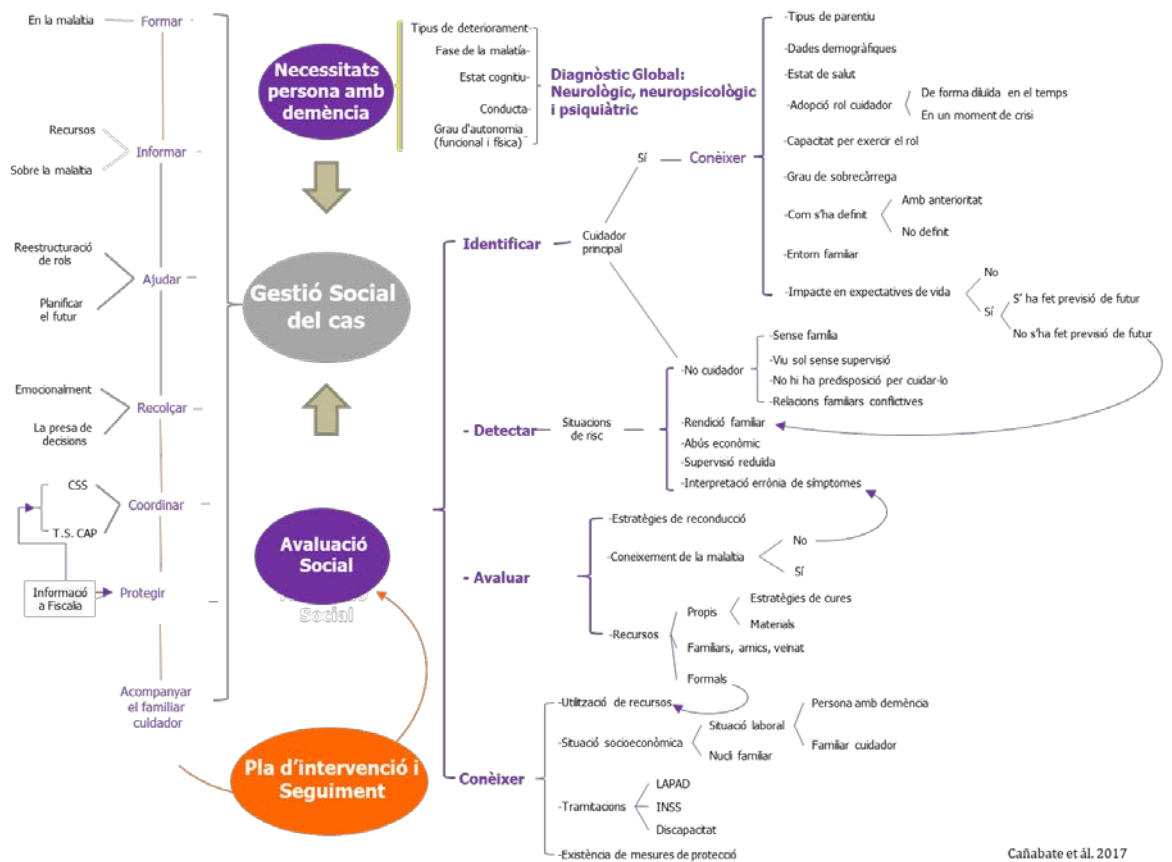 En la malaltia
Formar
Recursos
Sobre la malaltia
Informar
Reestructuració
de rols
Planificar
el futur
Ajudar
Emocionalment
La presa de
decisions
Recolçar
CSS
T.S. CAP
Coordinar
Informació
a Fiscalia
Protegir
Acompanyar
el familiar
cuidador
Necessitats
persona amb
demència
Gestió Social
del cas
Avaluació
Social
Social
Pla d'intervenció i
Seguiment
Tipus de deteriorament
Fase de la malatía
Estat cognitiu
Conducta
Grau d'autonomia
(funcional i física)
Diagnòstic Global:
Neurològic, neuropsicològic
i psiquiàtric
Identificar
Cuidador
principal
Sí
Conèixer
-Tipus de parentiu
-Dades demogràfiques
-Estat de salut
-Adopció rol cuidador
De forma diluïda en el temps
En un moment de crisi
-Capacitat per exercir el rol
-Grau de sobrecàrrega
-Com s'ha definit
Amb anterioritat
No definit
-Entorn familiar
-Impacte en expectatives de vida
No
Sí
S' ha fet previsió de futur
No s'ha fet previsió de futur
- Detectar
Situacions
de risc
-No cuidador
-Sense família
-Viu sol sense supervisió
-No hi ha predisposició per cuidar-lo
-Relacions familiars conflictives
-Rendició familiar
-Abús econòmic
-Supervisió reduïda
-Interpretació errònia de símptomes
- Avaluar
-Estratègies de reconducció
-Coneixement de la malaltia
No
Sí
-Recursos
Propis
Estratègies de cures
Materials
Familiars, amics, veïnat
Formals
Conèixer
-Utilització de recursos
-Situació socioeconòmica
Situació laboral
Persona amb demència
Familiar cuidador
Nucli familiar
-Tramitacions
LAPAD
INSS
Discapacitat
-Existència de mesures de protecció
Cañabate et ál. 2017